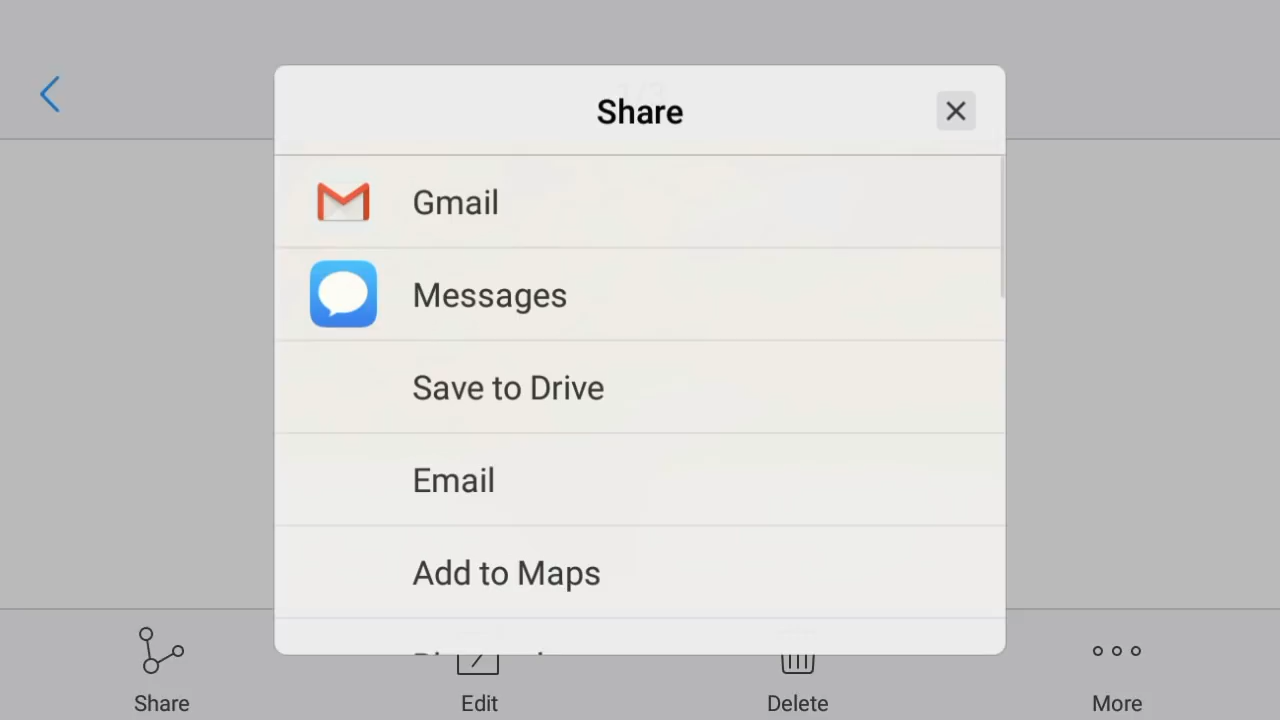 Share
Gmail
Messages
Save to Drive
Email
Add to Maps
Share
Edit
Delete
More